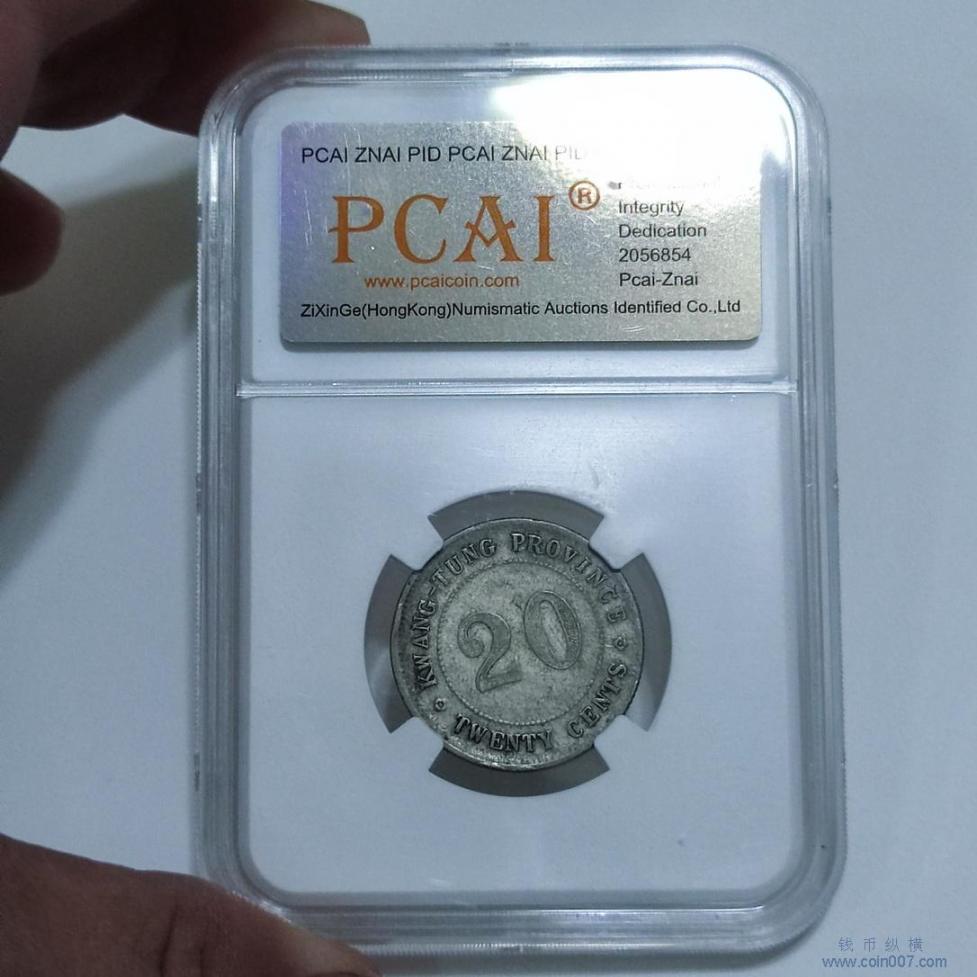 PCAI ZNAI PID PCAI ZNAI PID
PCAI®
Integrity
Dedication
2056854
Pcai-Znai
www.pcaicoin.com
ZiXinGe(HongKong)Numismatic Auctions Identified Co.,Ltd
KWANG-TUNG PROVINCE
20
TWENTY CENTS
钱币纵横
www.coin007.com